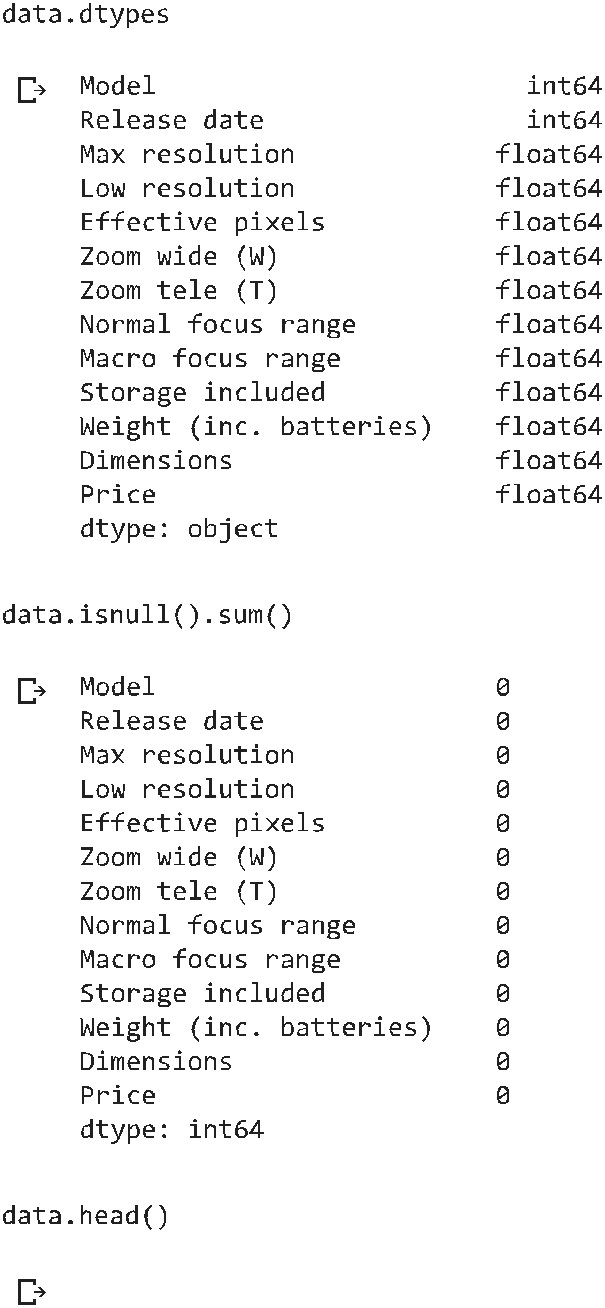 data.dtypes
Model int64
Release date int64
Max resolution float64
Low resolution float64
Effective pixels float64
Zoom wide (W) float64
Zoom tele (T) float64
Normal focus range float64
Macro focus range float64
Storage included float64
Weight (inc. batteries) float64
Dimensions float64
Price float64
dtype: object
data.isnull().sum()
Model 0
Release date 0
Max resolution 0
Low resolution 0
Effective pixels 0
Zoom wide (W) 0
Zoom tele (T) 0
Normal focus range 0
Macro focus range 0
Storage included 0
Weight (inc. batteries) 0
Dimensions 0
Price 0
dtype: int64
data.head()